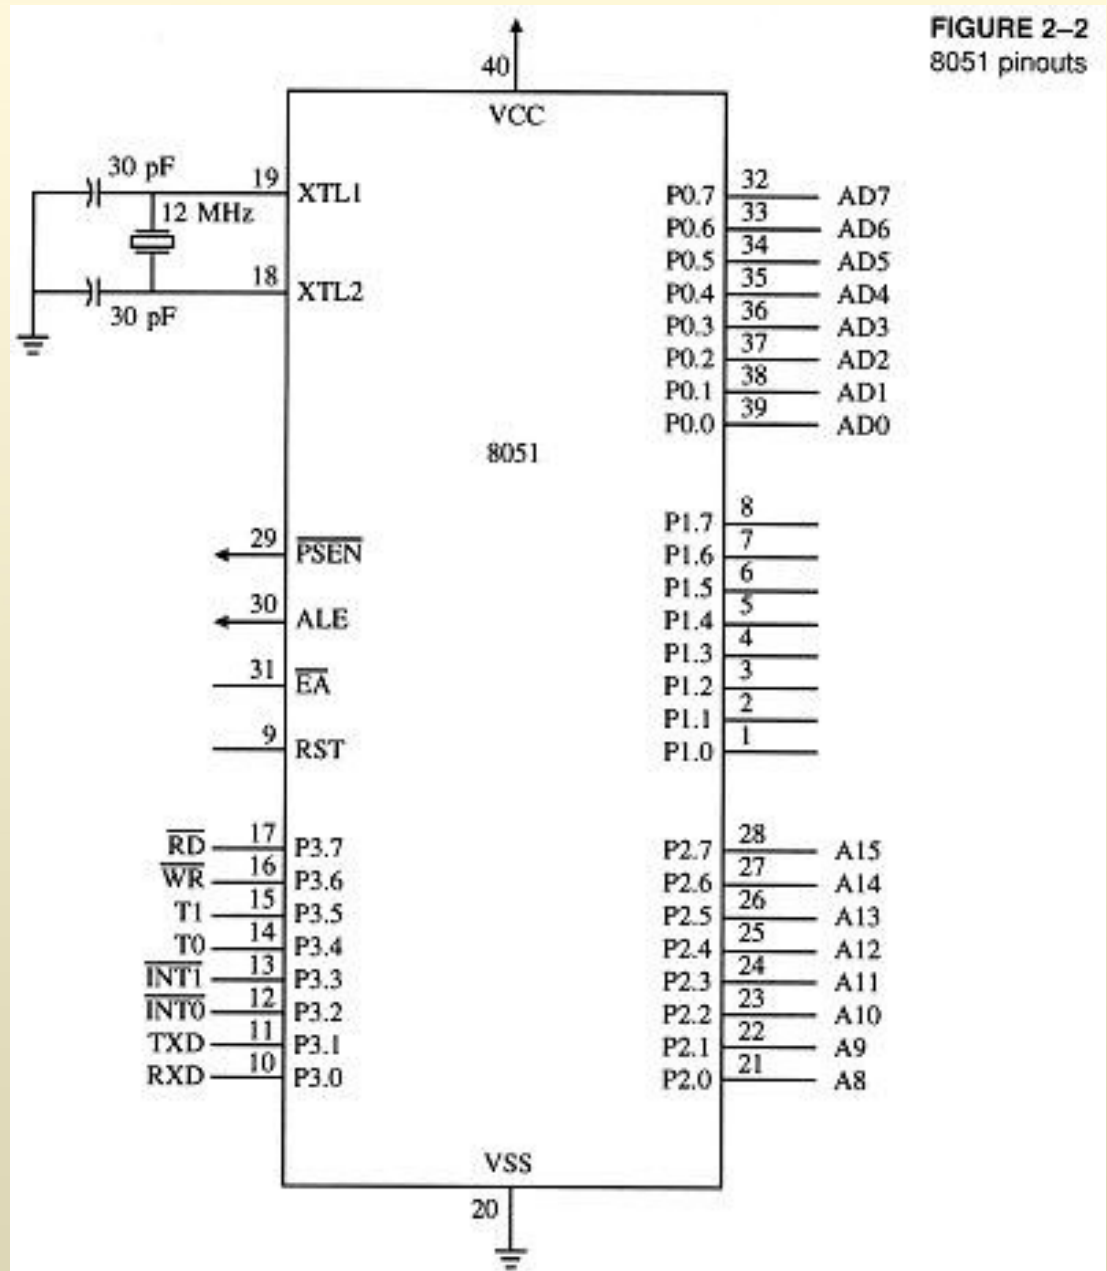 FIGURE 2–2
8051 pinouts
40
VCC
30 pF
19
XTL1
12 MHz
18
XTL2
30 pF
8051
29
PSEN
30
ALE
31
EA
9
RST
RD 17 P3.7
WR 16 P3.6
T1 15 P3.5
T0 14 P3.4
INT1 13 P3.3
INT0 12 P3.2
TXD 11 P3.1
RXD 10 P3.0
P0.7 32 AD7
P0.6 33 AD6
P0.5 34 AD5
P0.4 35 AD4
P0.3 36 AD3
P0.2 37 AD2
P0.1 38 AD1
P0.0 39 AD0
P1.7 8
P1.6 7
P1.5 6
P1.4 5
P1.3 4
P1.2 3
P1.1 2
P1.0 1
P2.7 28 A15
P2.6 27 A14
P2.5 26 A13
P2.4 25 A12
P2.3 24 A11
P2.2 23 A10
P2.1 22 A9
P2.0 21 A8
VSS
20